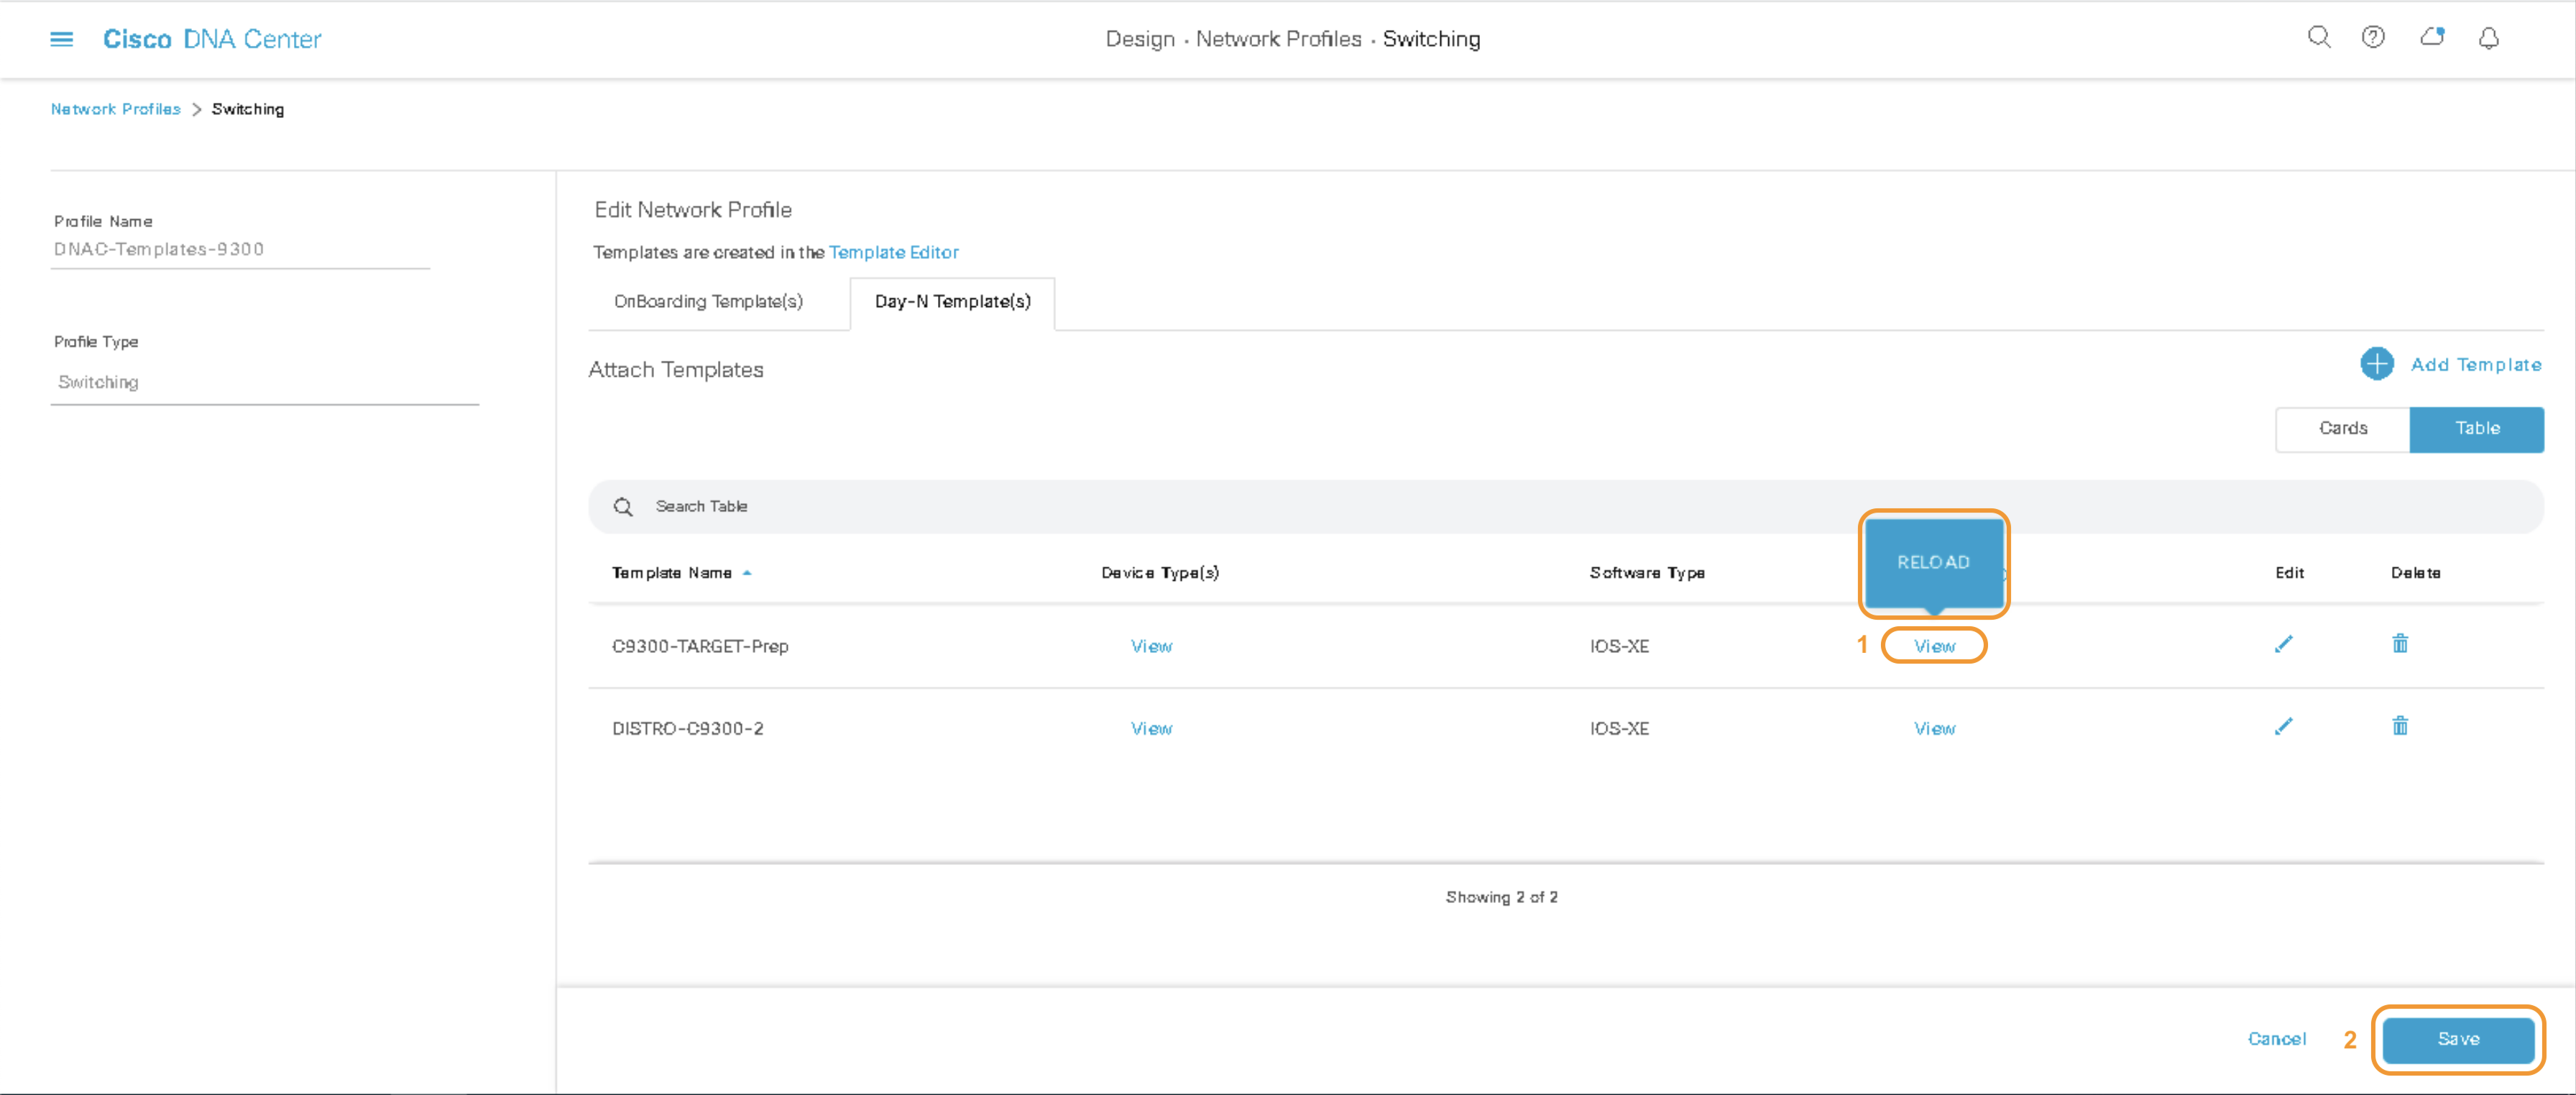 Cisco DNA Center
Design · Network Profiles · Switching
Network Profiles > Switching
Profile Name
DNAC-Templates-9300
Profile Type
Switching
Edit Network Profile
Templates are created in the Template Editor
OnBoarding Template(s)
Day-N Template(s)
Attach Templates
Add Template
Cards
Table
Search Table
RELOAD
Template Name Device Type(s) Software Type Edit Delete
C9300-TARGET-Prep View IOS-XE 1 View
DISTRO-C9300-2 View IOS-XE View
Showing 2 of 2
Cancel 2 Save